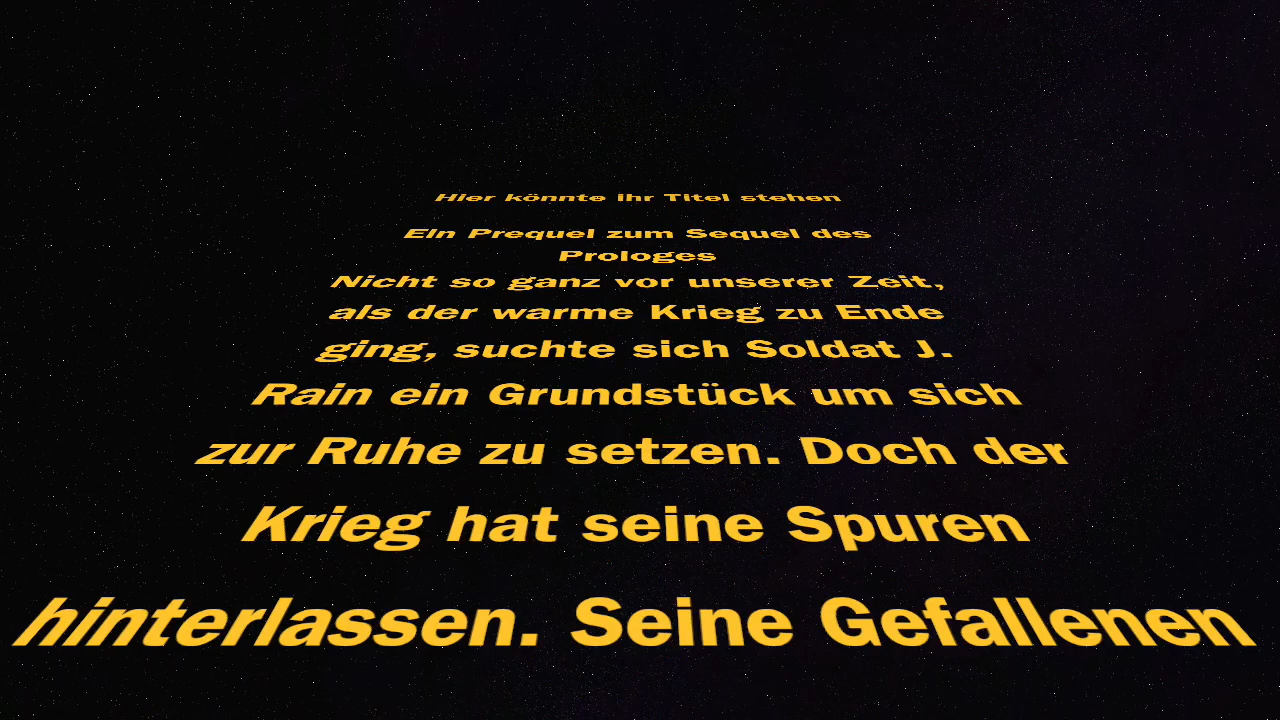 Hier könnte ihr Titel stehen
Ein Prequel zum Sequel des
Prologes
Nicht so ganz vor unserer Zeit,
als der warme Krieg zu Ende
ging, suchte sich Soldat J.
Rain ein Grundstück um sich
zur Ruhe zu setzen. Doch der
Krieg hat seine Spuren
hinterlassen. Seine Gefallenen